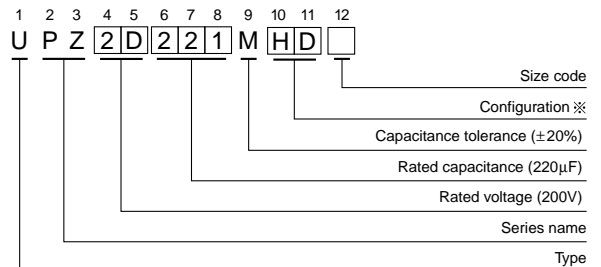 1 2 3 4 5 6 7 8 9 10 11 12
U P Z 2 D 2 2 1 M H D
Size code
Configuration ※
Capacitance tolerance (±20%)
Rated capacitance (220μF)
Rated voltage (200V)
Series name
Type